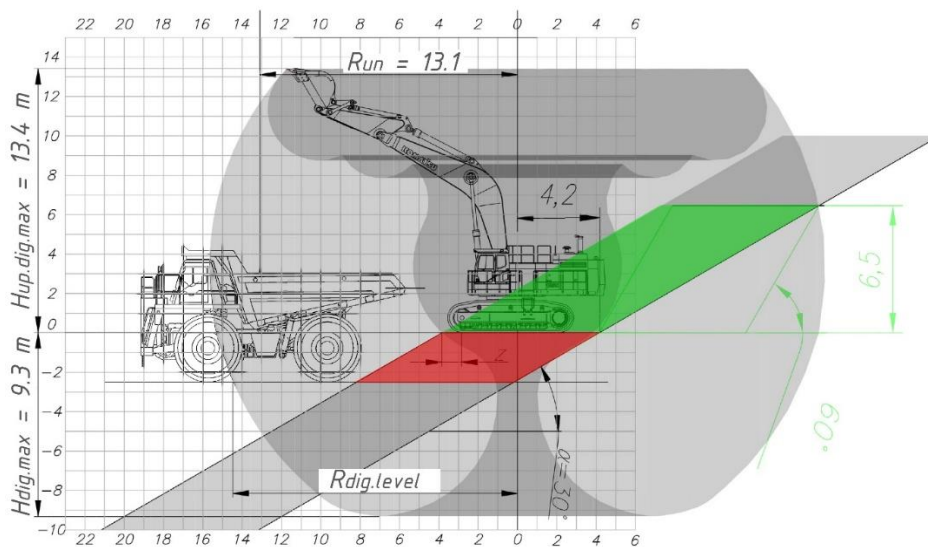 22 20 18 16 14 12 10 8 6 4 2 0 2 4 6
14
12
10
8
6
4
2
0
-2
-4
-6
-8
-10
Hup.dig.max = 13.4 m
Hdig.max = 9.3 m
Run = 13.1
KOMATSU
4,2
6,5
60°
z
α=30°
Rdig.level
22 20 18 16 14 12 10 8 6 4 2 0 2 4 6